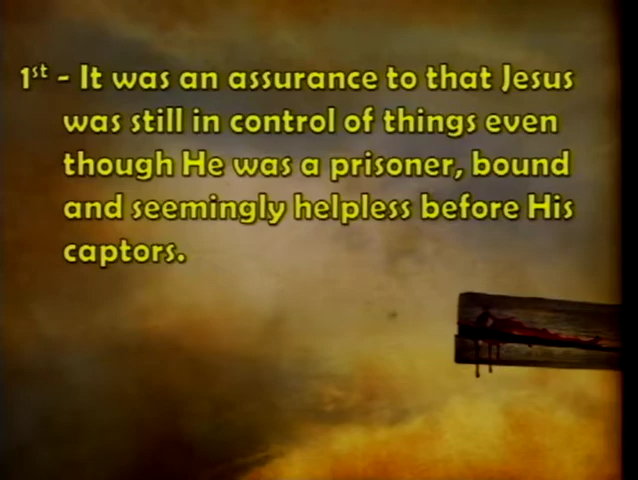 1st - It was an assurance to that Jesus
was still in control of things even
though He was a prisoner, bound
and seemingly helpless before His
captors.